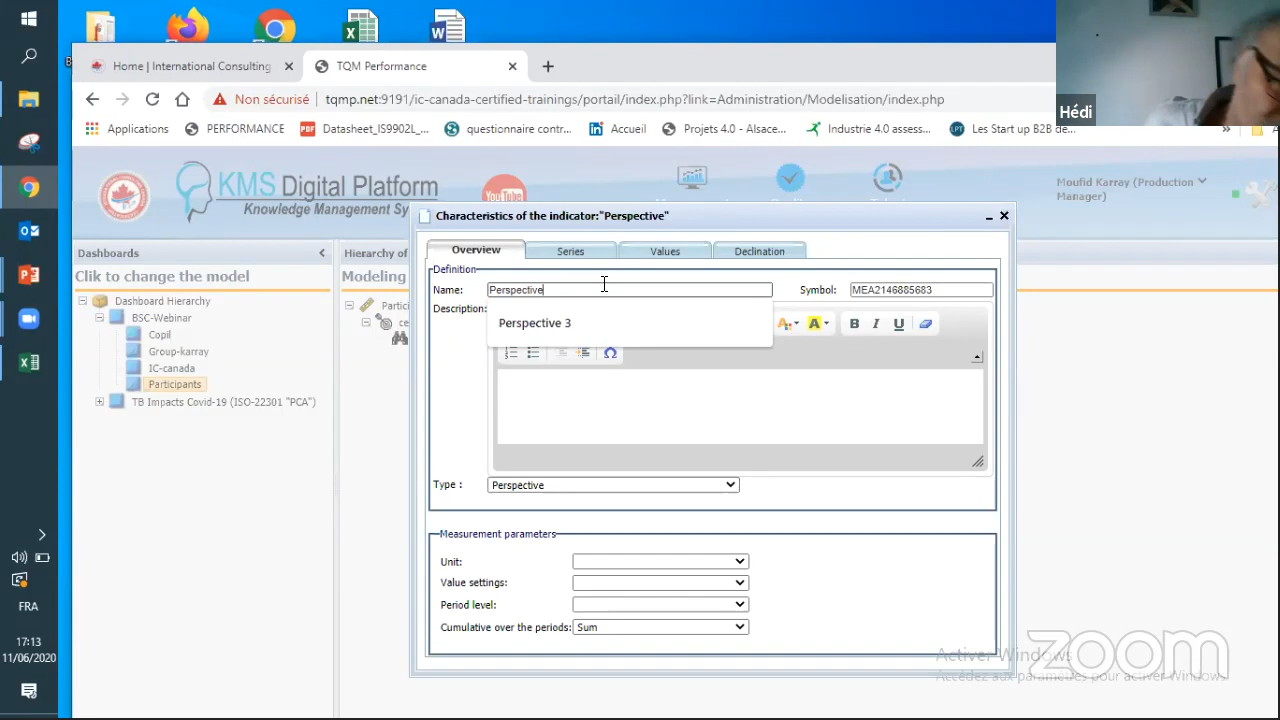 Home | International Consulting
TQM Performance
Non sécurisé
tqmp.net:9191/ic-canada-certified-trainings/portail/index.php?link=Administration/Modelisation/index.php
Hédi
Applications
PERFORMANCE
Datasheet_IS9902L_...
questionnaire contr...
Accueil
Projets 4.0 - Alsace...
Industrie 4.0 assess...
Les Start up B2B de...
KMS Digital Platform
Knowledge Management Sy
YouTube
Moufid Karray (Production
Manager)
Characteristics of the indicator:"Perspective"
Dashboards
Hierarchy of
Clik to change the model
Modeling
Dashboard Hierarchy
BSC-Webinar
Copil
Group-karray
IC-canada
Participants
TB Impacts Covid-19 (ISO-22301 "PCA")
Partici
ce
Overview
Series
Values
Declination
Definition
Name:
Perspective
Symbol:
MEA2146885683
Description:
Perspective 3
B I U
Type :
Perspective
Measurement parameters
Unit:
Value settings:
Period level:
Cumulative over the periods:
Sum
FRA
17:13
11/06/2020
Activer Windows
Accédez aux paramètres pour activer Windows.
zoom